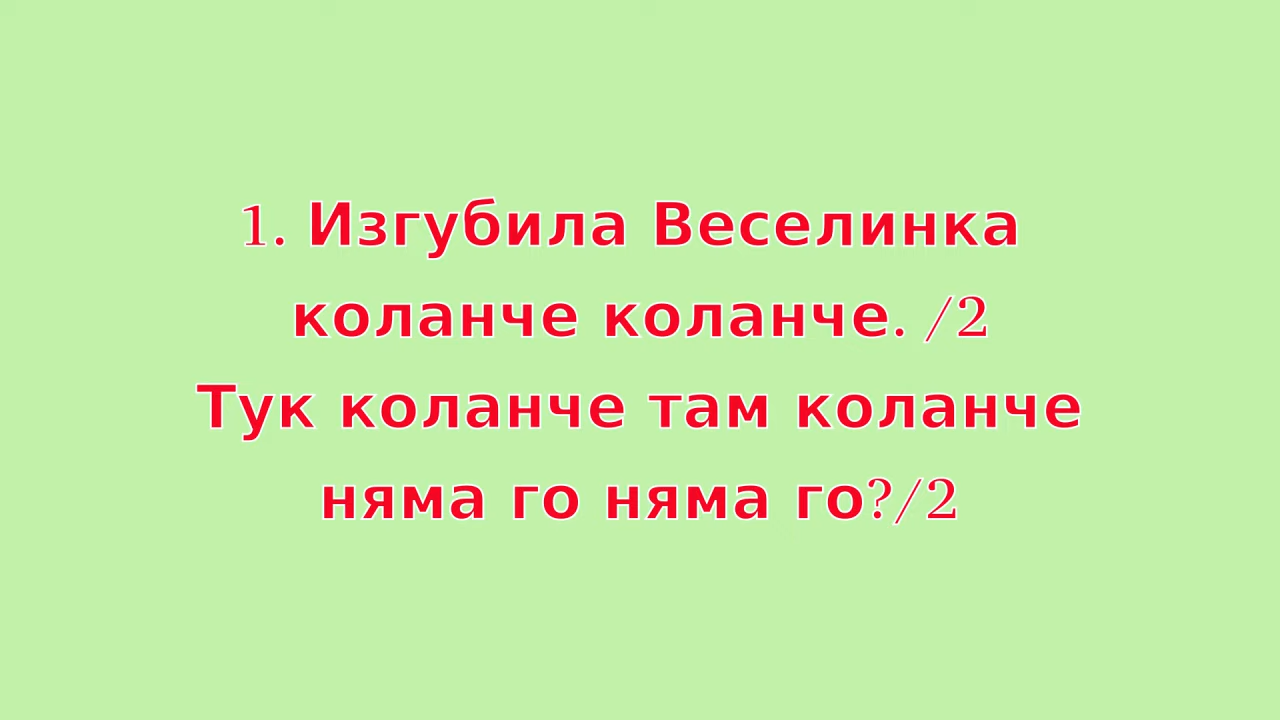 1. Изгубила Веселинка
коланче коланче. /2
Тук коланче там коланче
няма го няма го?/2